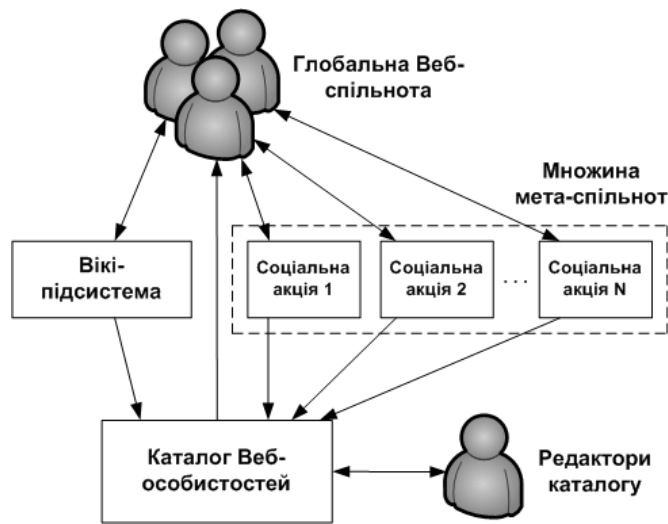 Глобальна Веб-
спільнота
Множина
мета-спільнот
Вікі-
підсистема
Соціальна
акція 1
Соціальна
акція 2
. . .
Соціальна
акція N
Каталог Веб-
особистостей
Редактори
каталогу